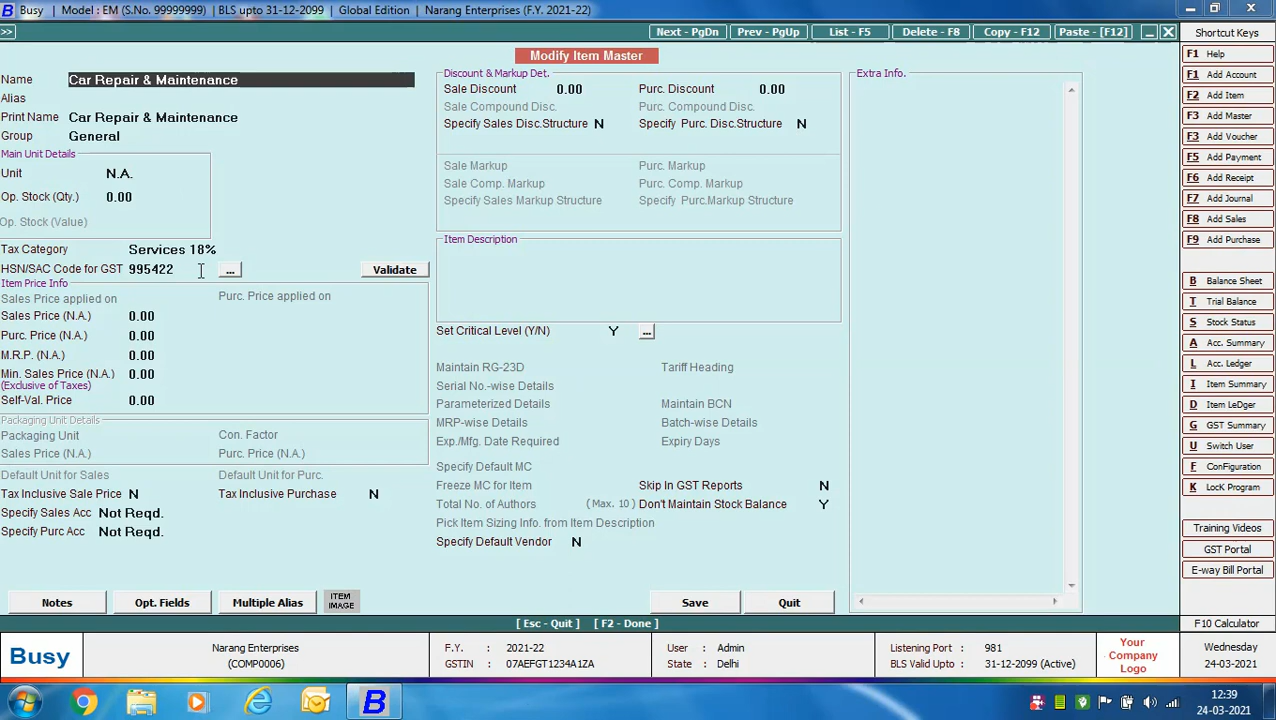 Busy Model : EM (S.No. 99999999) BLS upto 31-12-2099 Global Edition Narang Enterprises (F.Y. 2021-22)
>> Next - PgDn Prev - PgUp List - F5 Delete - F8 Copy - F12 Paste - [F12]
Modify Item Master
Name Car Repair & Maintenance
Alias
Print Name Car Repair & Maintenance
Group General
Main Unit Details
Unit N.A.
Op. Stock (Qty.) 0.00
Op. Stock (Value)
Tax Category Services 18%
HSN/SAC Code for GST 995422 ... Validate
Item Price Info
Sales Price applied on Purc. Price applied on
Sales Price (N.A.) 0.00
Purc. Price (N.A.) 0.00
M.R.P. (N.A.) 0.00
Min. Sales Price (N.A.) 0.00
(Exclusive of Taxes)
Self-Val. Price 0.00
Packaging Unit Details
Packaging Unit Con. Factor
Sales Price (N.A.) Purc. Price (N.A.)
Default Unit for Sales Default Unit for Purc.
Tax Inclusive Sale Price N Tax Inclusive Purchase N
Specify Sales Acc Not Reqd.
Specify Purc Acc Not Reqd.
Notes Opt. Fields Multiple Alias ITEM IMAGE
Discount & Markup Det.
Sale Discount 0.00 Purc. Discount 0.00
Sale Compound Disc. Purc. Compound Disc.
Specify Sales Disc.Structure N Specify Purc. Disc.Structure N
Sale Markup Purc. Markup
Sale Comp. Markup Purc. Comp. Markup
Specify Sales Markup Structure Specify Purc.Markup Structure
Item Description
Set Critical Level (Y/N) Y ...
Maintain RG-23D Tariff Heading
Serial No.-wise Details
Parameterized Details Maintain BCN
MRP-wise Details Batch-wise Details
Exp./Mfg. Date Required Expiry Days
Specify Default MC
Freeze MC for Item Skip In GST Reports N
Total No. of Authors ( Max. 10 ) Don't Maintain Stock Balance Y
Pick Item Sizing Info. from Item Description
Specify Default Vendor N
Save Quit
Extra Info.
[ Esc - Quit ] [ F2 - Done ]
Shortcut Keys
F1 Help
F1 Add Account
F2 Add Item
F3 Add Master
F3 Add Voucher
F5 Add Payment
F6 Add Receipt
F7 Add Journal
F8 Add Sales
F9 Add Purchase
B Balance Sheet
T Trial Balance
S Stock Status
A Acc. Summary
L Acc. Ledger
I Item Summary
D Item LeDger
G GST Summary
U Switch User
F ConFiguration
K LocK Program
Training Videos
GST Portal
E-way Bill Portal
F10 Calculator
Busy
Narang Enterprises
(COMP0006)
F.Y. : 2021-22
GSTIN : 07AEFGT1234A1ZA
User : Admin
State : Delhi
Listening Port : 981
BLS Valid Upto : 31-12-2099 (Active)
Your
Company
Logo
Wednesday
24-03-2021
12:39
24-03-2021